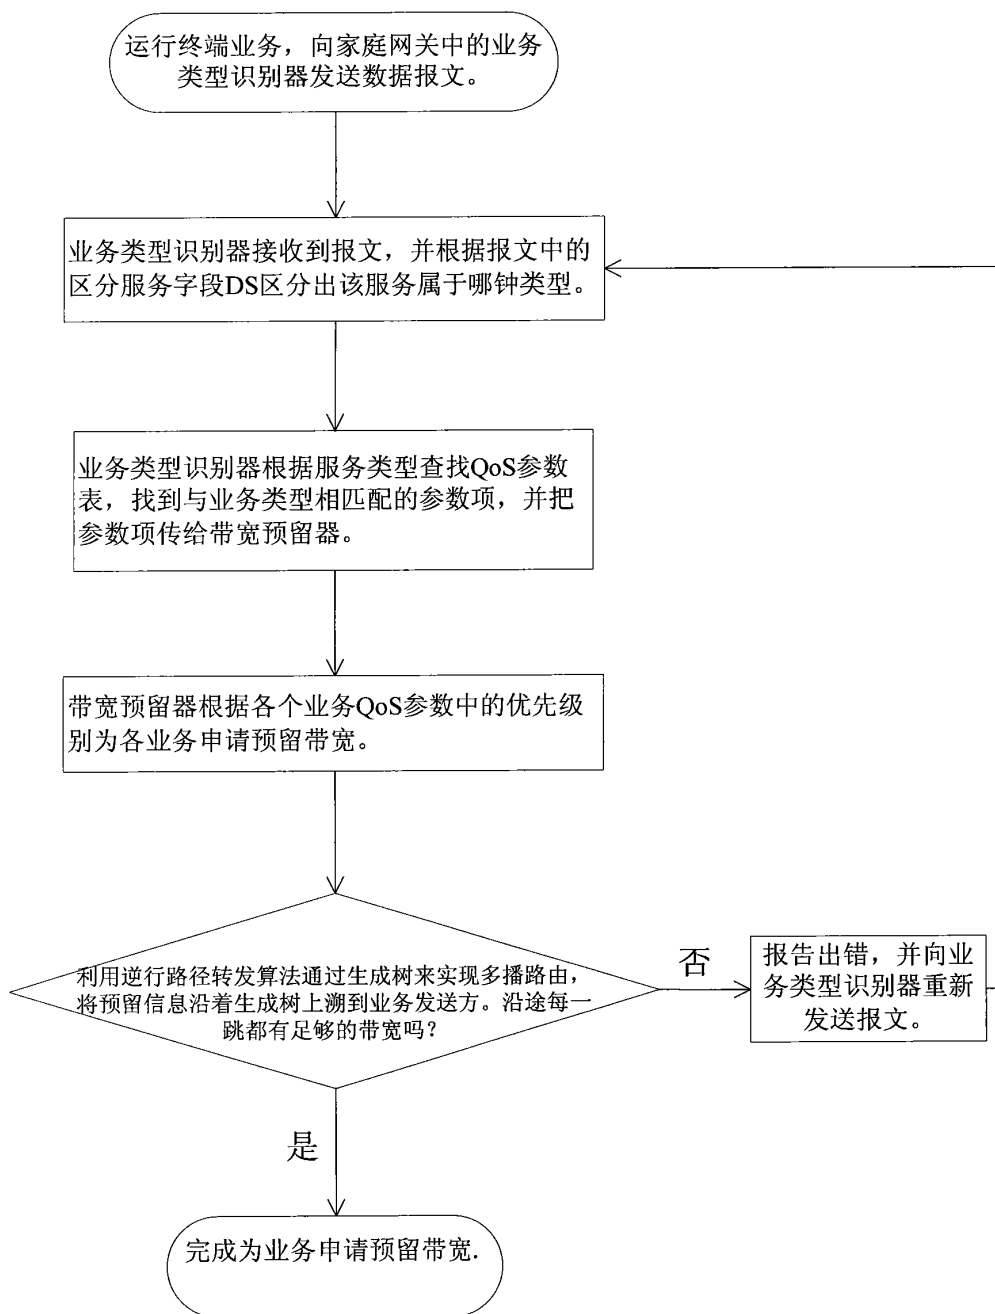 运行终端业务，向家庭网关中的业务
类型识别器发送数据报文。
业务类型识别器接收到报文，并根据报文中的
区分服务字段DS区分出该服务属于哪钟类型。
业务类型识别器根据服务类型查找QoS参数
表，找到与业务类型相匹配的参数项，并把
参数项传给带宽预留器。
带宽预留器根据各个业务QoS参数中的优先级
别为各业务申请预留带宽。
利用逆行路径转发算法通过生成树来实现多播路由，
将预留信息沿着生成树上溯到业务发送方。沿途每一
跳都有足够的带宽吗？
否
报告出错，并向业
务类型识别器重新
发送报文。
是
完成为业务申请预留带宽.